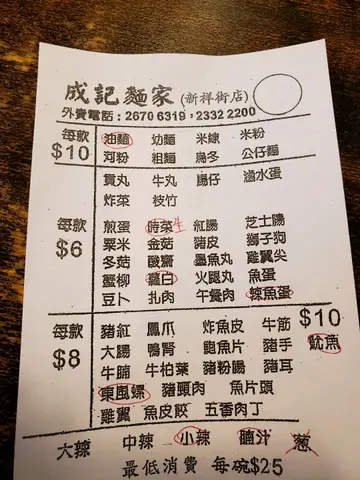 成記麵家(新祥街店)
外賣電話:2670 6319,2332 2200
每款 油麵 幼麵 米線 米粉
$10 河粉 粗麵 烏冬 公仔麵
貢丸 牛丸 腸仔 滷水蛋
炸菜 枝竹
煎蛋 時菜 生 紅腸 芝士腸
每款 粟米 金菇 豬皮 獅子狗
$6 冬菇 酸齋 墨魚丸 雞翼尖
蟹柳 龍白 火腿丸 魚蛋
豆卜 扎肉 午餐肉 辣魚蛋
每款 豬紅 鳳爪 炸魚皮 牛筋 $10
$8 大腸 鴨腎 鮑魚片 豬手 魷魚
牛腩 牛柏葉 豬粉腸 豬耳
東風螺 豬頸肉 魚片頭
雞翼 魚皮餃 五香肉丁
大辣 中辣 小辣 腩汁 葱
最低消費 每碗$25